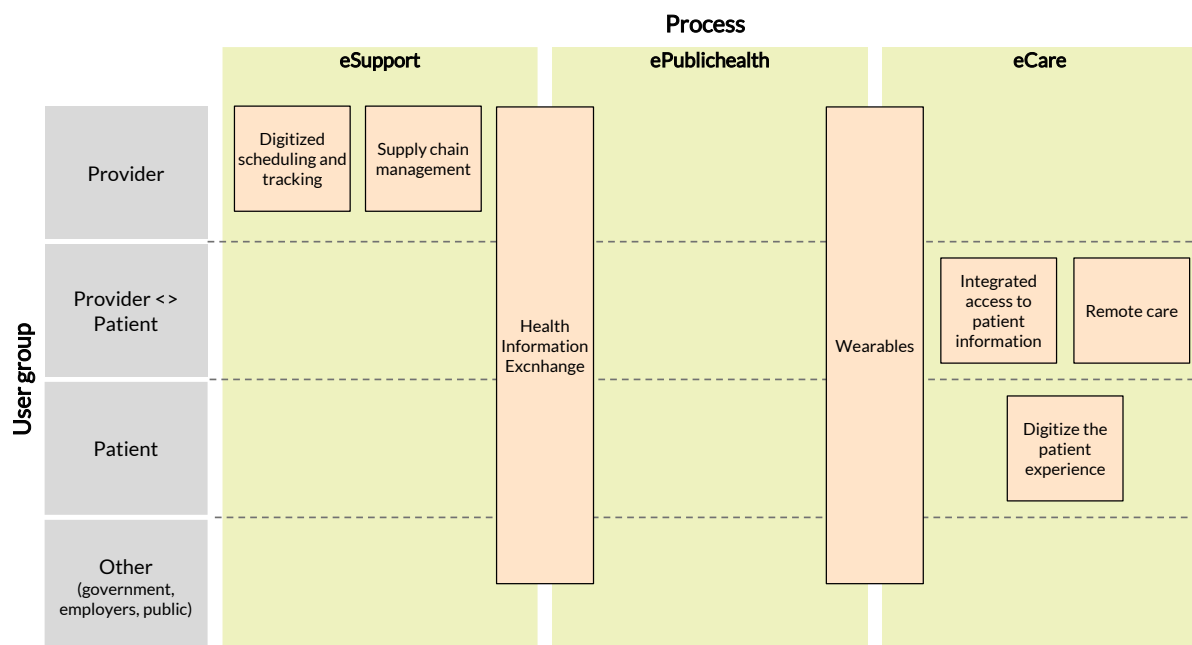 Process
eSupport
ePublichealth
eCare
User group
Provider
Digitized
scheduling and
tracking
Supply chain
management
Provider <>
Patient
Health
Information
Excnhange
Wearables
Integrated
access to
patient
information
Remote care
Patient
Digitize the
patient
experience
Other
(government,
employers, public)